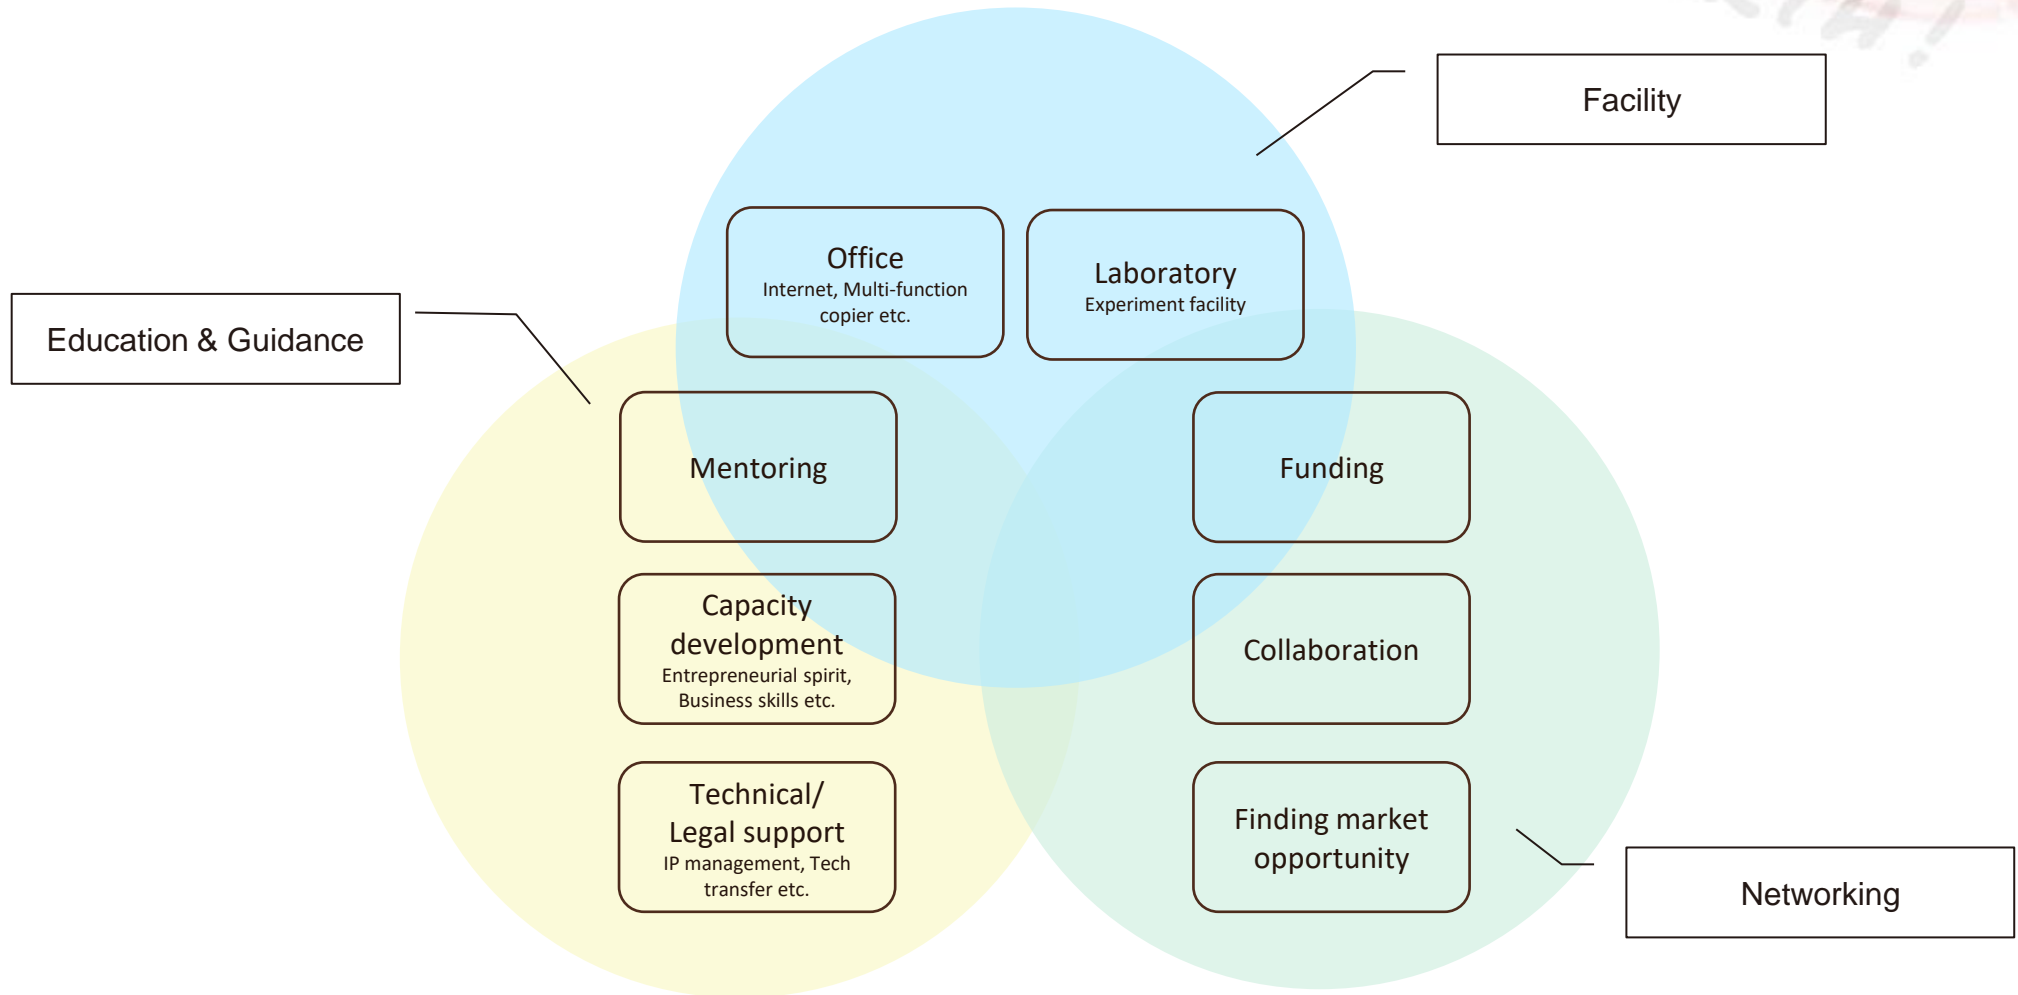 Facility
Office
Internet, Multi-function
copier etc.
Laboratory
Experiment facility
Education & Guidance
Mentoring
Funding
Capacity
development
Entrepreneurial spirit,
Business skills etc.
Collaboration
Technical/
Legal support
IP management, Tech
transfer etc.
Finding market
opportunity
Networking